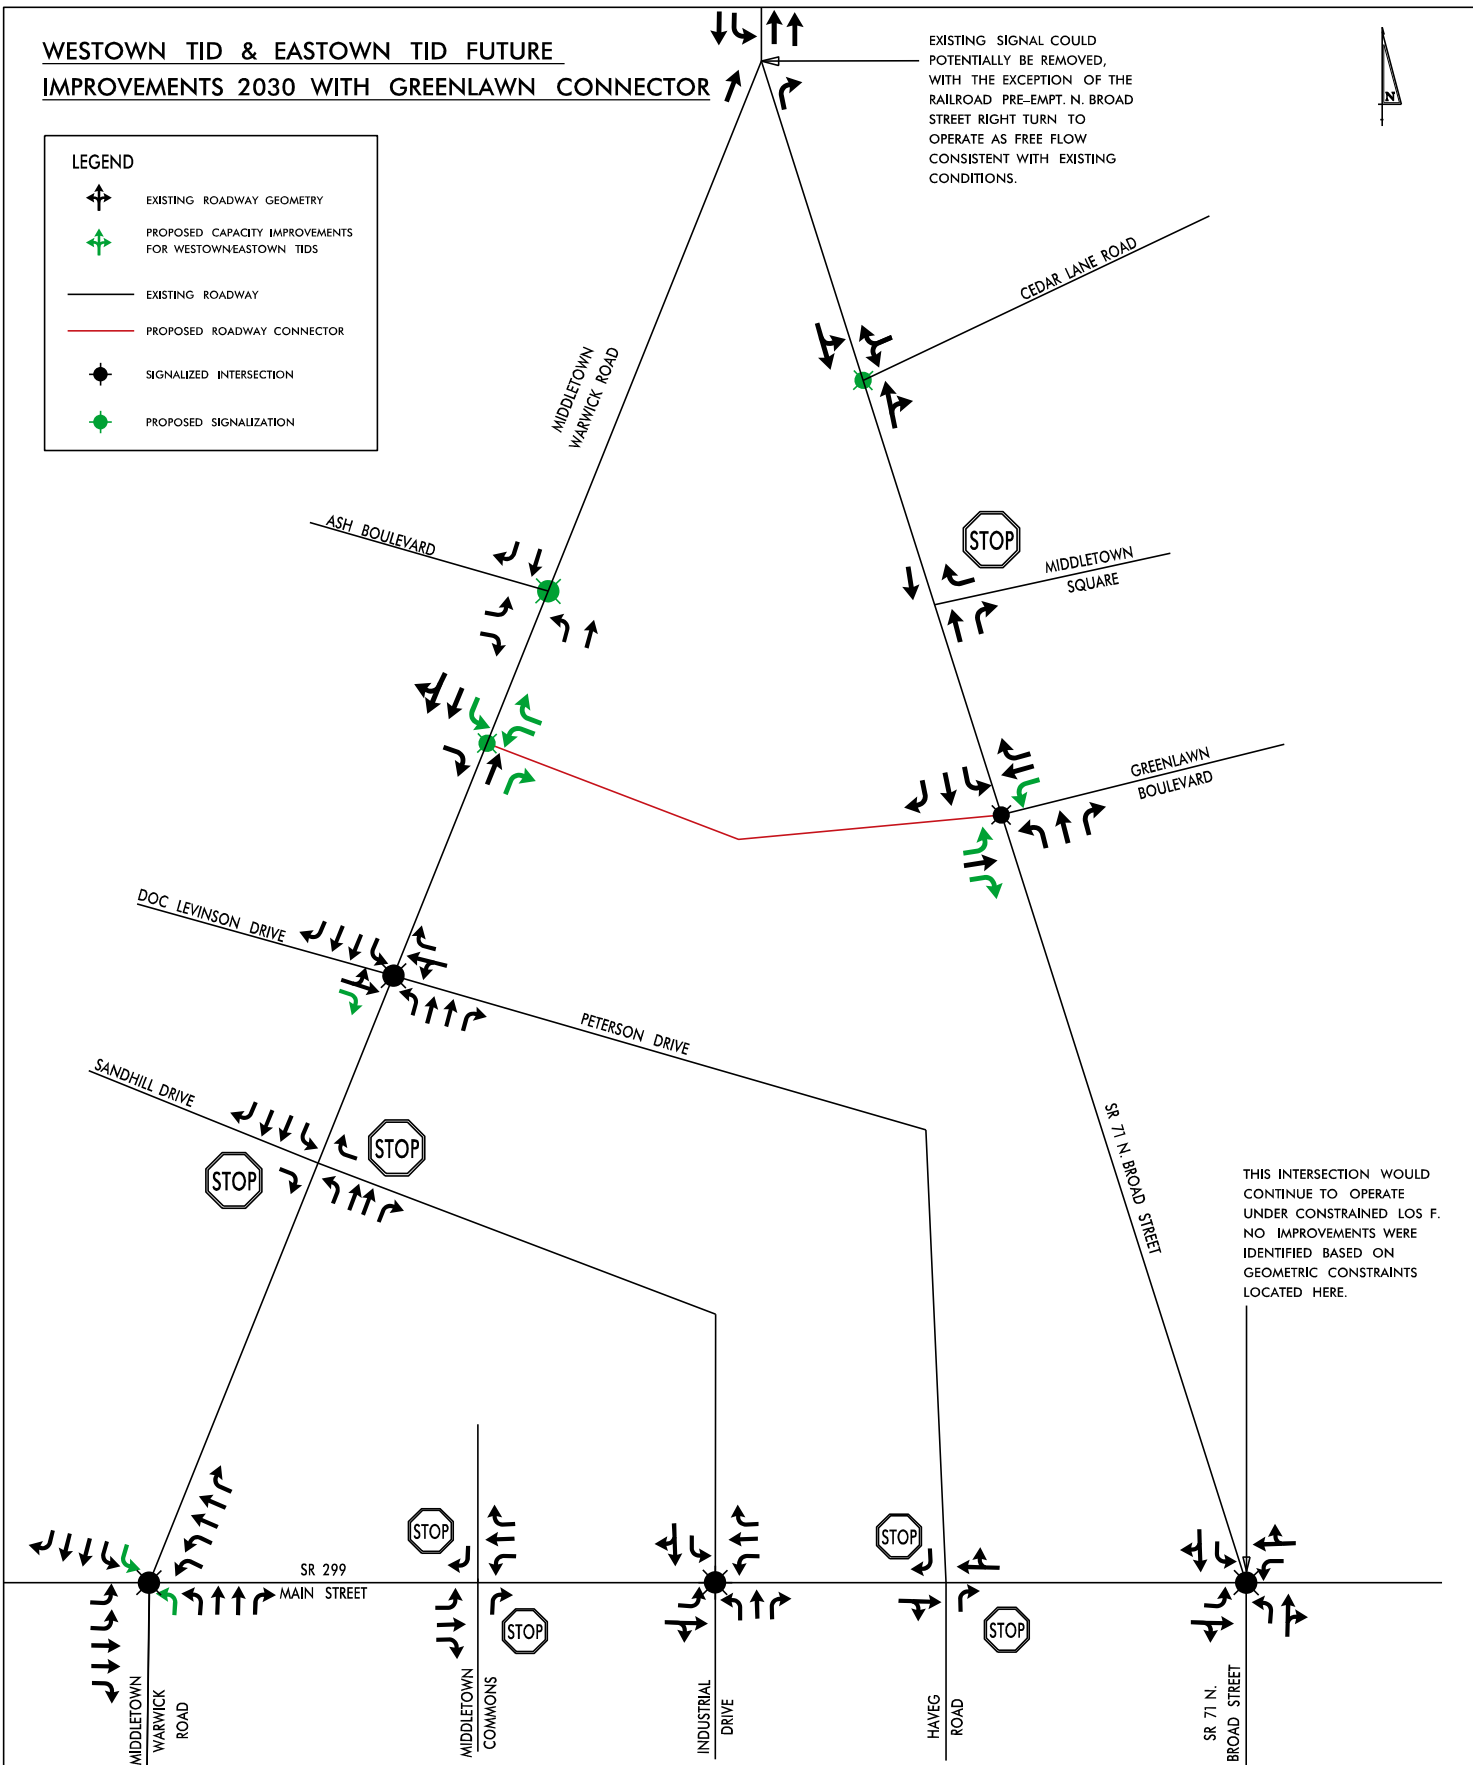 WESTOWN TID & EASTOWN TID FUTURE
IMPROVEMENTS 2030 WITH GREENLAWN CONNECTOR
LEGEND
EXISTING ROADWAY GEOMETRY
PROPOSED CAPACITY IMPROVEMENTS
FOR WESTOWN/EASTOWN TIDS
EXISTING ROADWAY
PROPOSED ROADWAY CONNECTOR
SIGNALIZED INTERSECTION
PROPOSED SIGNALIZATION
EXISTING SIGNAL COULD
POTENTIALLY BE REMOVED,
WITH THE EXCEPTION OF THE
RAILROAD PRE-EMPT. N. BROAD
STREET RIGHT TURN TO
OPERATE AS FREE FLOW
CONSISTENT WITH EXISTING
CONDITIONS.
N
CEDAR LANE ROAD
MIDDLETOWN
WARWICK ROAD
ASH BOULEVARD
STOP
MIDDLETOWN
SQUARE
GREENLAWN
BOULEVARD
DOC LEVINSON DRIVE
PETERSON DRIVE
SANDHILL DRIVE
STOP
STOP
SR 71 N. BROAD STREET
THIS INTERSECTION WOULD
CONTINUE TO OPERATE
UNDER CONSTRAINED LOS F.
NO IMPROVEMENTS WERE
IDENTIFIED BASED ON
GEOMETRIC CONSTRAINTS
LOCATED HERE.
STOP
STOP
SR 299
MAIN STREET
STOP
STOP
MIDDLETOWN
WARWICK
ROAD
MIDDLETOWN
COMMONS
INDUSTRIAL
DRIVE
HAVEG
ROAD
SR 71 N.
BROAD STREET